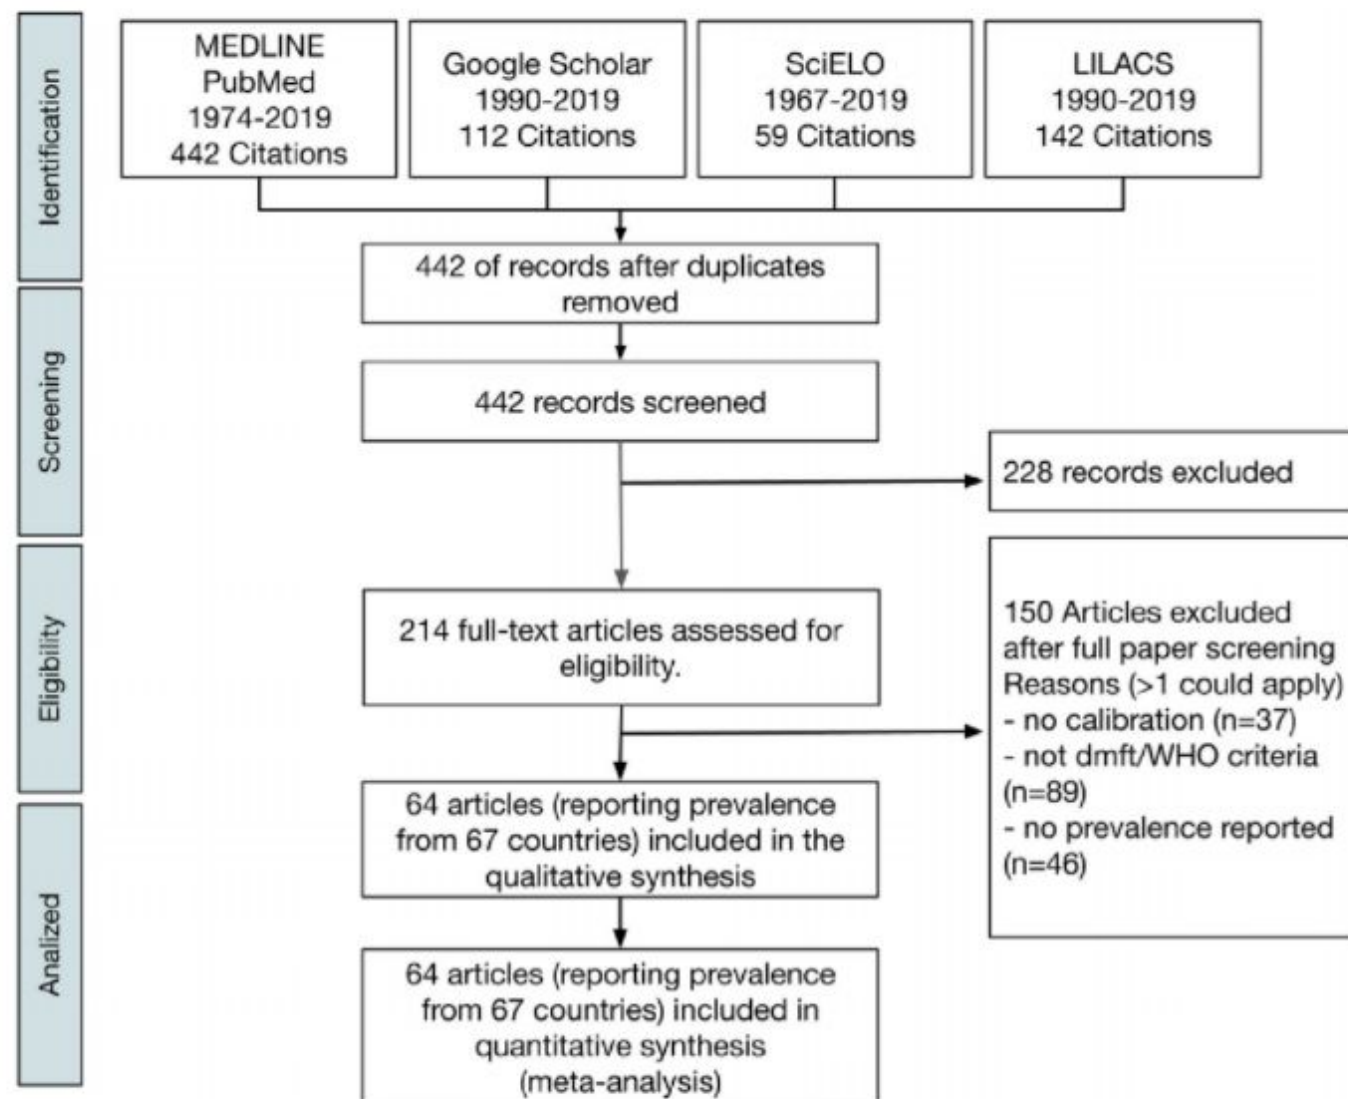 Identification
MEDLINE
PubMed
1974-2019
442 Citations
Google Scholar
1990-2019
112 Citations
SciELO
1967-2019
59 Citations
LILACS
1990-2019
142 Citations
442 of records after duplicates
removed
Screening
442 records screened
228 records excluded
Eligibility
214 full-text articles assessed for
eligibility.
150 Articles excluded
after full paper screening
Reasons (>1 could apply)
- no calibration (n=37)
- not dmft/WHO criteria
(n=89)
- no prevalence reported
(n=46)
Analized
64 articles (reporting prevalence
from 67 countries) included in the
qualitative synthesis
64 articles (reporting prevalence
from 67 countries) included in
quantitative synthesis
(meta-analysis)